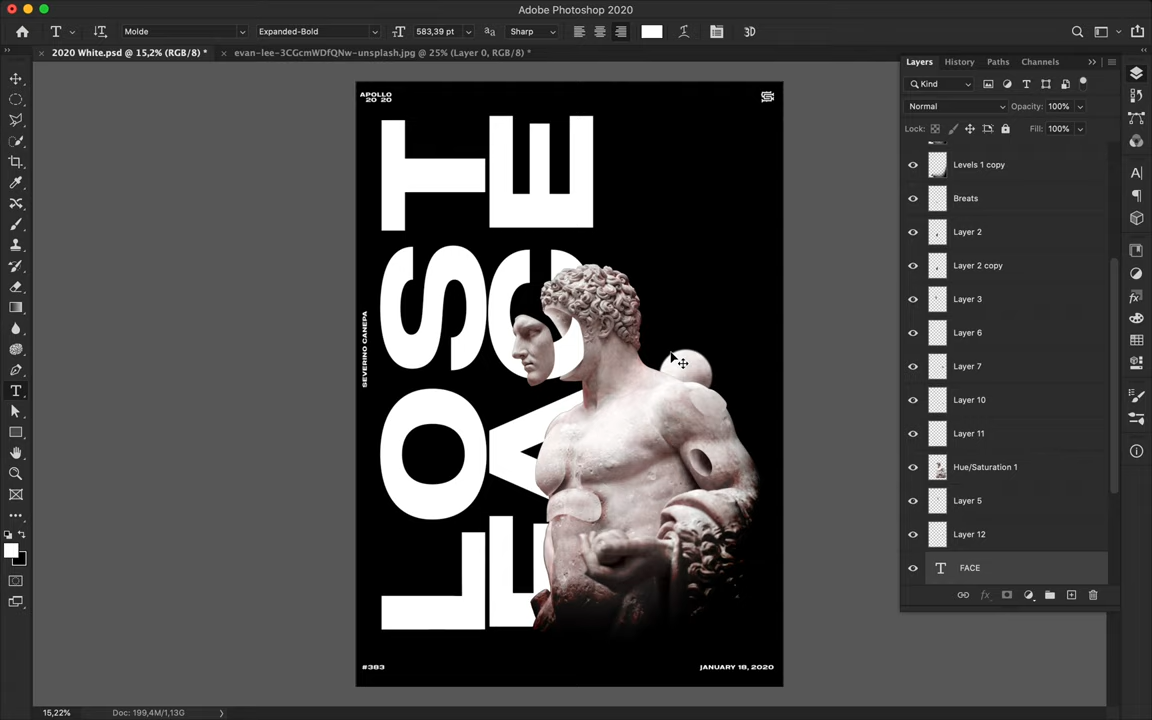 Adobe Photoshop 2020
Molde
Expanded-Bold
583,39 pt
Sharp
3D
2020 White.psd @ 15,2% (RGB/8) *
evan-lee-3CGcmWDfQNw-unsplash.jpg @ 25% (Layer 0, RGB/8) *
Layers
History
Paths
Channels
Kind
Normal
Opacity: 100%
Lock:
Fill: 100%
Levels 1 copy
Breats
Layer 2
Layer 2 copy
Layer 3
Layer 6
Layer 7
Layer 10
Layer 11
Hue/Saturation 1
Layer 5
Layer 12
FACE
APOLLO
20 20
LOST
FACE
SEVERINO CANEPA
#383
JANUARY 18, 2020
15,22%
Doc: 199,4M/1,13G